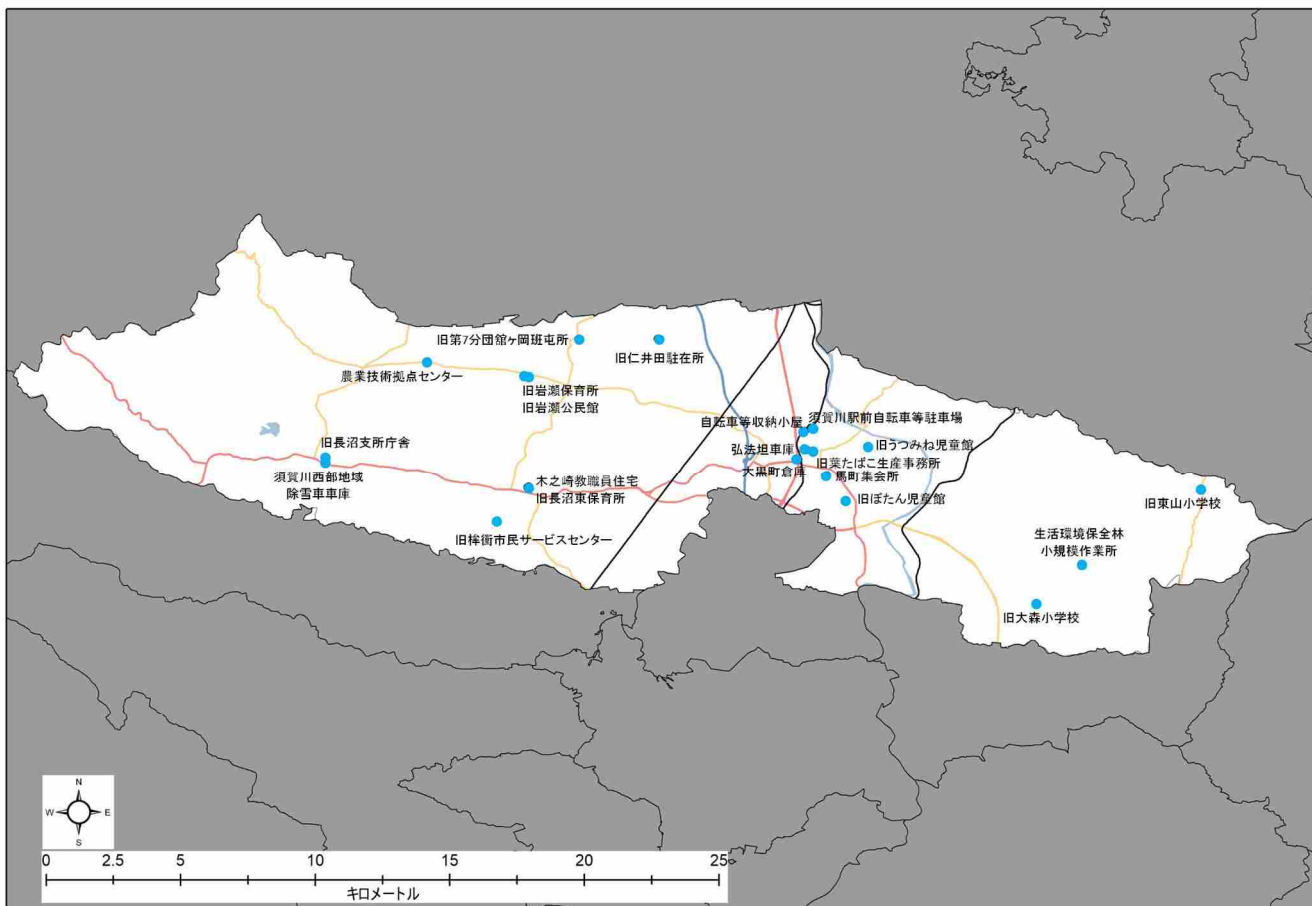 旧第7分団舘ヶ岡班屯所
旧仁井田駐在所
農業技術拠点センター
旧岩瀬保育所
旧岩瀬公民館
自転車等収納小屋
須賀川駅前自転車等駐車場
旧長沼支所庁舎
弘法坦車庫
旧うつみね児童館
旧葉たばこ生産事務所
大黒町倉庫
須賀川西部地域
除雪車車庫
馬町集会所
木之崎教職員住宅
旧長沼東保育所
旧ぼたん児童館
旧東山小学校
旧桙衝市民サービスセンター
生活環境保全林
小規模作業所
旧大森小学校
N
W
E
S
0 2.5 5 10 15 20 25
キロメートル